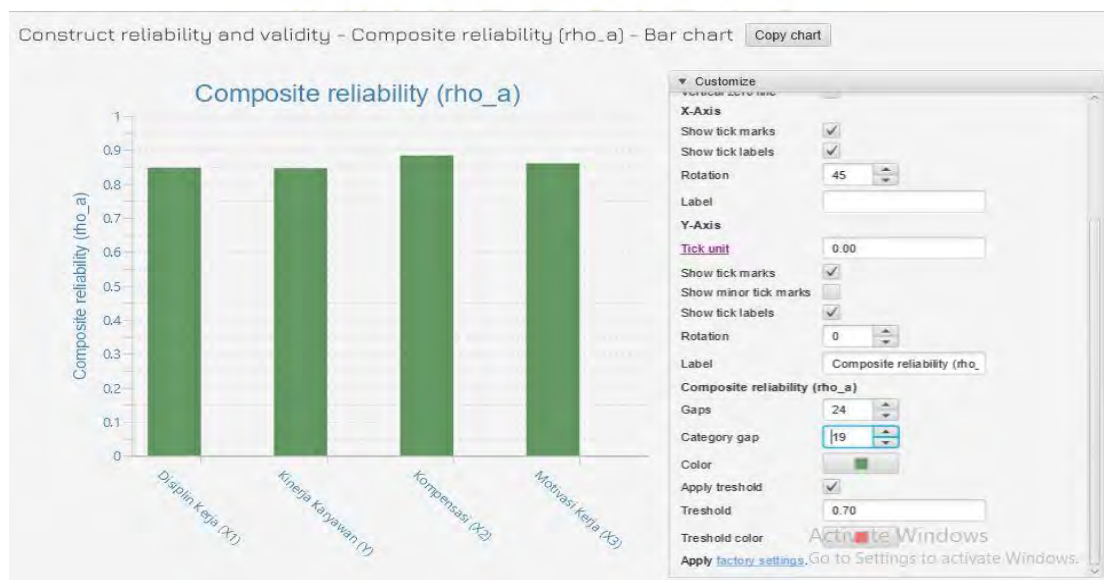 Construct reliability and validity - Composite reliability (rho_a) - Bar chart Copy chart
Composite reliability (rho_a)
Composite reliability (rho_a)
1
0.9
0.8
0.7
0.6
0.5
0.4
0.3
0.2
0.1
0
Disiplin Kerja (X1)
Kinerja Karyawan (Y)
Kompensasi (X2)
Motivasi Kerja (X3)
Customize
Vertical zero line
X-Axis
Show tick marks
Show tick labels
Rotation 45
Label
Y-Axis
Tick unit 0.00
Show tick marks
Show minor tick marks
Show tick labels
Rotation 0
Label Composite reliability (rho_
Composite reliability (rho_a)
Gaps 24
Category gap 19
Color
Apply treshold
Treshold 0.70
Treshold color
Activate Windows
Apply factory settings.
Go to Settings to activate Windows.